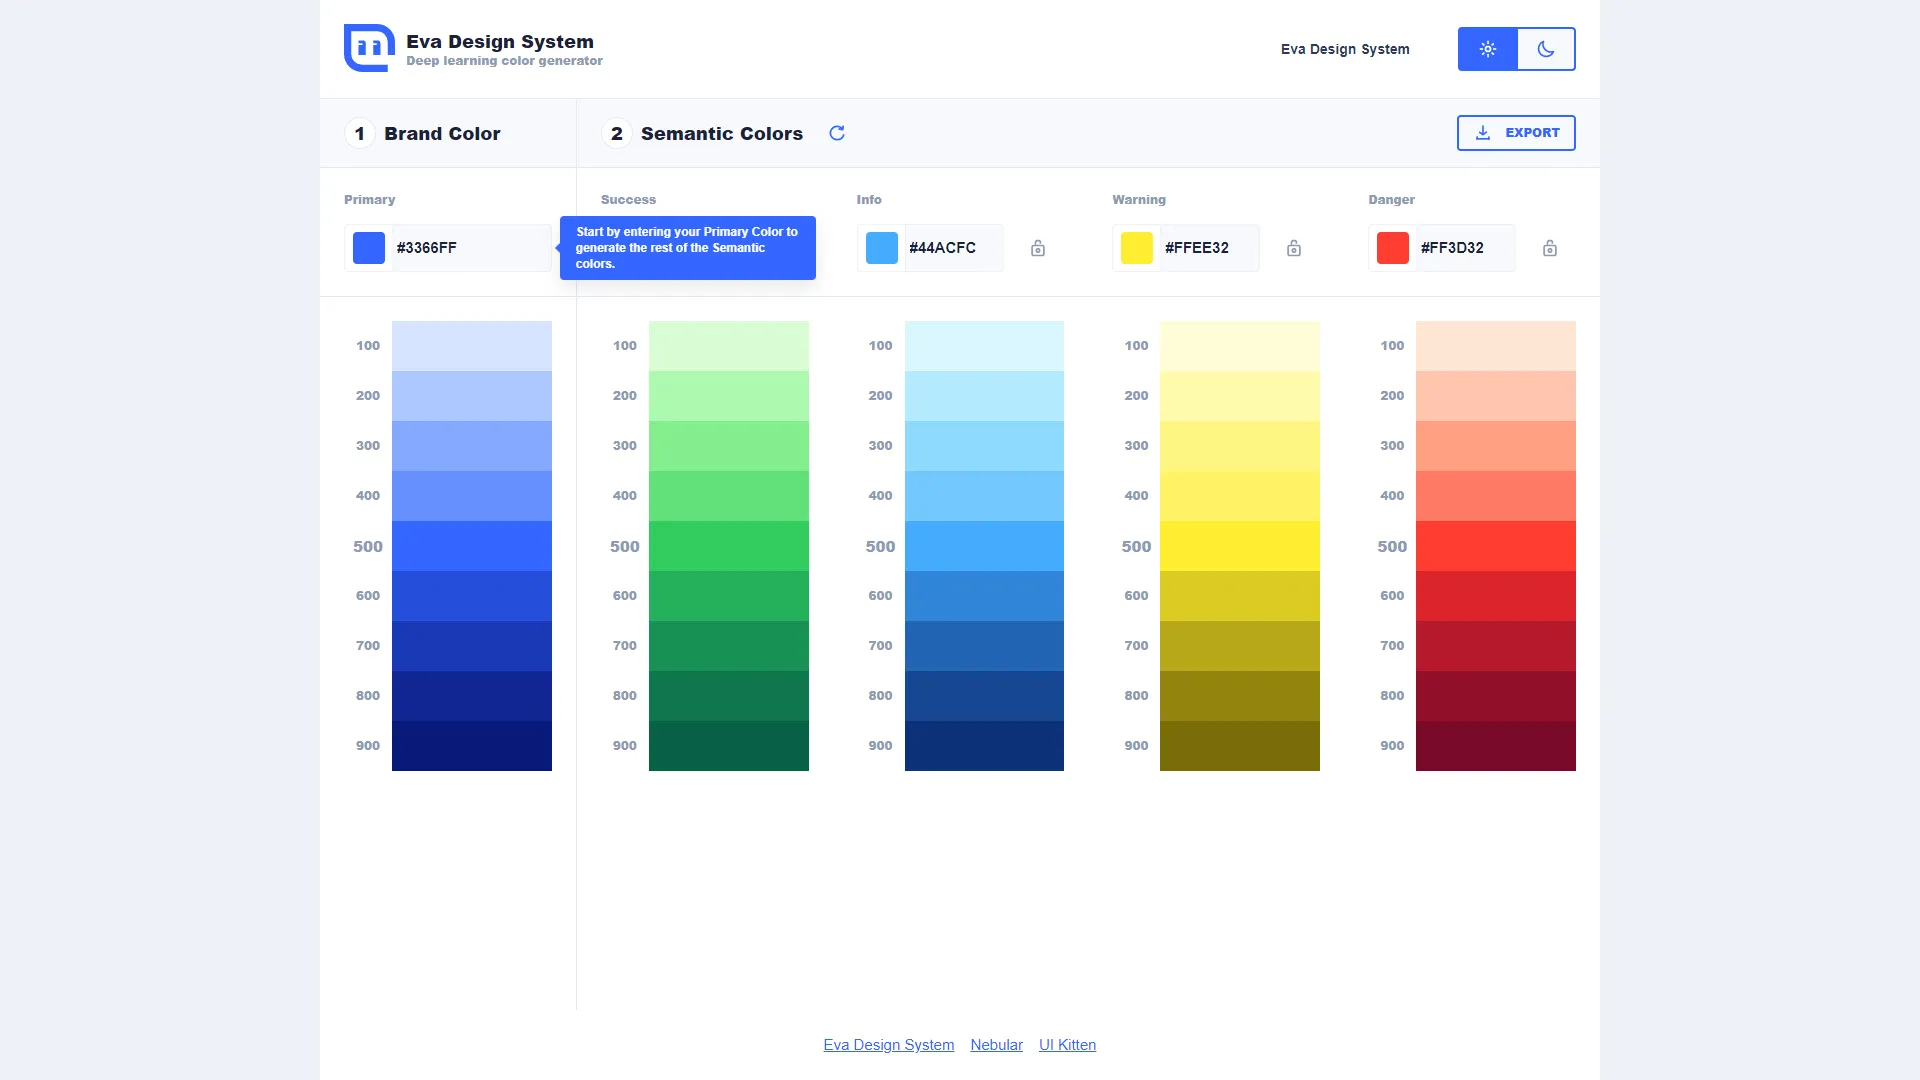 Eva Design System
Deep learning color generator
Eva Design System
1 Brand Color
2 Semantic Colors
EXPORT
Primary
#3366FF
Success
Start by entering your Primary Color to
generate the rest of the Semantic
colors.
Info
#44ACFC
Warning
#FFEE32
Danger
#FF3D32
100 100 100 100 100
200 200 200 200 200
300 300 300 300 300
400 400 400 400 400
500 500 500 500 500
600 600 600 600 600
700 700 700 700 700
800 800 800 800 800
900 900 900 900 900
Eva Design System Nebular UI Kitten